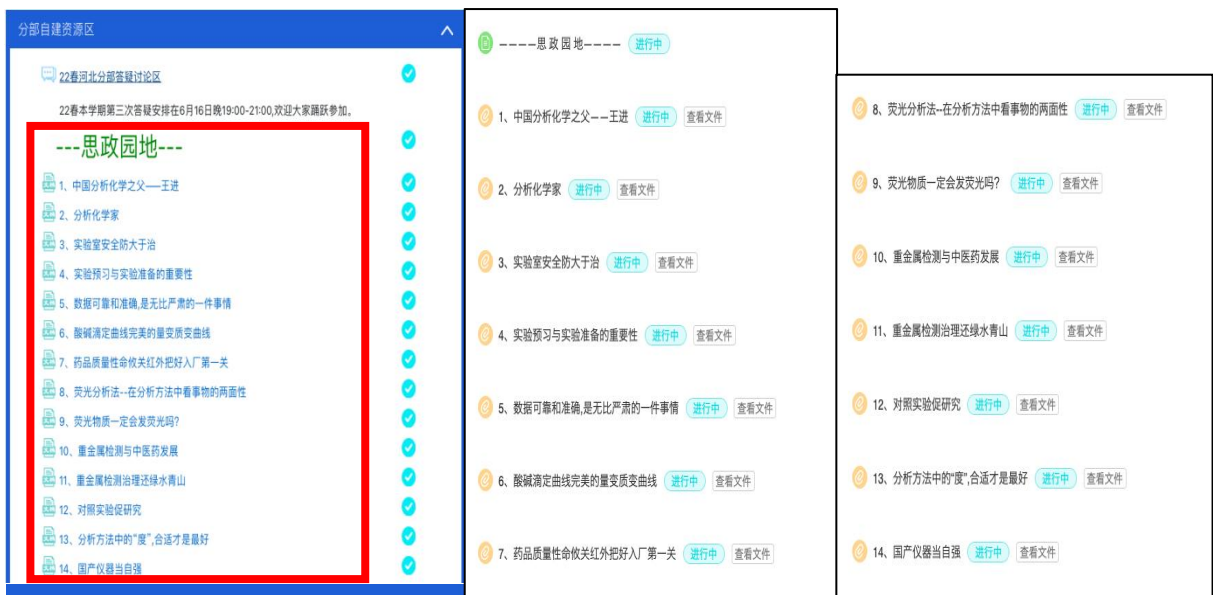 分部自建资源区
22春河北分部答疑讨论区
22春本学期第三次答疑安排在6月16日晚19:00-21:00,欢迎大家踊跃参加。
---思政园地---
1、中国分析化学之父——王进
2、分析化学家
3、实验室安全防大于治
4、实验预习与实验准备的重要性
5、数据可靠和准确,是无比严肃的一件事情
6、酸碱滴定曲线完美的量变质变曲线
7、药品质量性命攸关红外把好入厂第一关
8、荧光分析法--在分析方法中看事物的两面性
9、荧光物质一定会发荧光吗?
10、重金属检测与中医药发展
11、重金属检测治理还绿水青山
12、对照实验促研究
13、分析方法中的"度",合适才是最好
14、国产仪器当自强
----思政园地---- 进行中
1、中国分析化学之父——王进 进行中 查看文件
2、分析化学家 进行中 查看文件
3、实验室安全防大于治 进行中 查看文件
4、实验预习与实验准备的重要性 进行中 查看文件
5、数据可靠和准确,是无比严肃的一件事情 进行中 查看文件
6、酸碱滴定曲线完美的量变质变曲线 进行中 查看文件
7、药品质量性命攸关红外把好入厂第一关 进行中 查看文件
8、荧光分析法--在分析方法中看事物的两面性 进行中 查看文件
9、荧光物质一定会发荧光吗? 进行中 查看文件
10、重金属检测与中医药发展 进行中 查看文件
11、重金属检测治理还绿水青山 进行中 查看文件
12、对照实验促研究 进行中 查看文件
13、分析方法中的"度",合适才是最好 进行中 查看文件
14、国产仪器当自强 进行中 查看文件